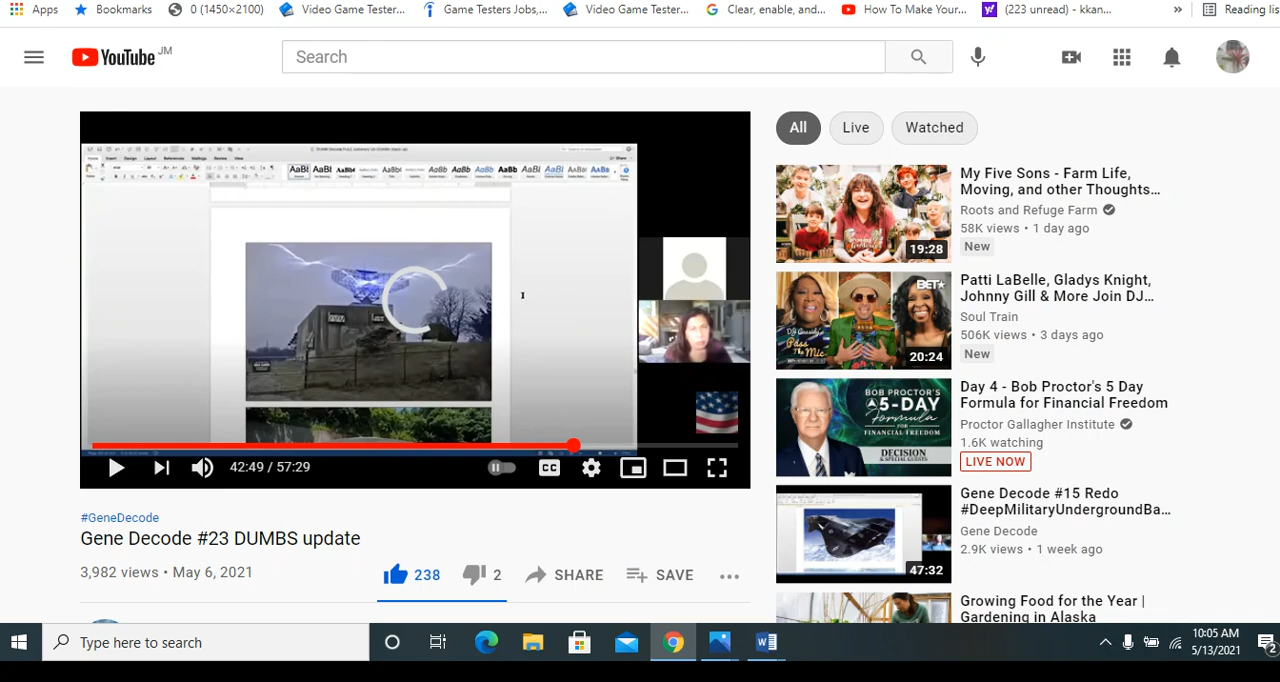 Apps
Bookmarks
0 (1450×2100)
Video Game Tester...
Game Testers Jobs,...
Video Game Tester...
Clear, enable, and...
How To Make Your...
(223 unread) - kkan...
»
Reading lis
YouTube JM
Search
All
Live
Watched
My Five Sons - Farm Life,
Moving, and other Thoughts...
Roots and Refuge Farm
58K views • 1 day ago
New
19:28
Patti LaBelle, Gladys Knight,
Johnny Gill & More Join DJ...
Soul Train
506K views • 3 days ago
New
BET
DJ Cassidy's
Pass
The Mic
20:24
Day 4 - Bob Proctor's 5 Day
Formula for Financial Freedom
Proctor Gallagher Institute
1.6K watching
LIVE NOW
BOB PROCTOR'S
5-DAY
Formula
FOR
FINANCIAL FREEDOM
DECISION
Gene Decode #15 Redo
#DeepMilitaryUndergroundBa...
Gene Decode
2.9K views • 1 week ago
47:32
Growing Food for the Year |
Gardening in Alaska
42:49 / 57:29
CC
#GeneDecode
Gene Decode #23 DUMBS update
3,982 views • May 6, 2021
238
2
SHARE
SAVE
Type here to search
10:05 AM
5/13/2021
2